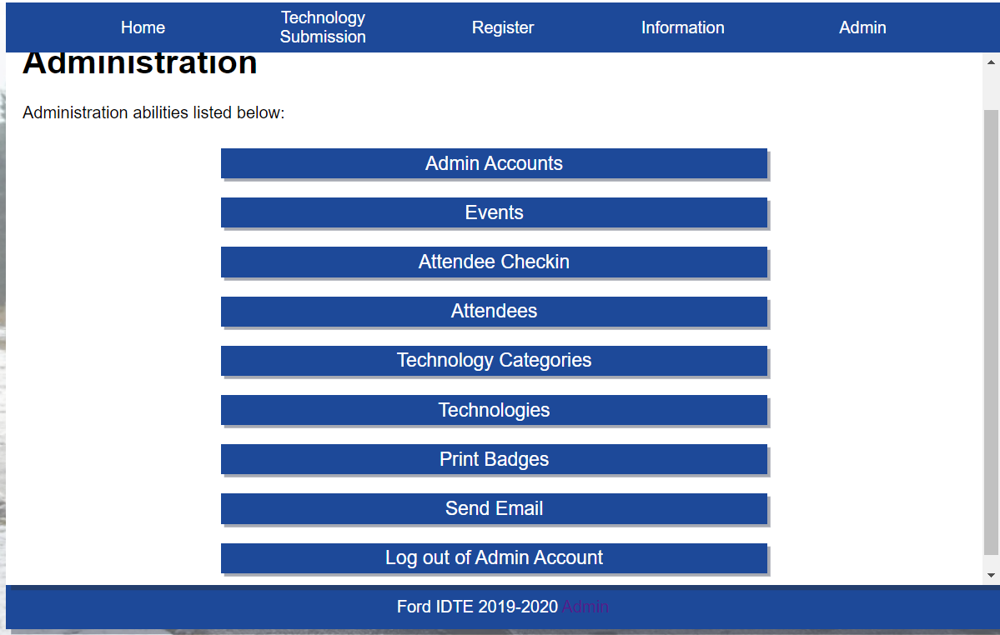 Home
Technology
Submission
Register
Information
Admin
Administration
Administration abilities listed below:
Admin Accounts
Events
Attendee Checkin
Attendees
Technology Categories
Technologies
Print Badges
Send Email
Log out of Admin Account
Ford IDTE 2019-2020 Admin